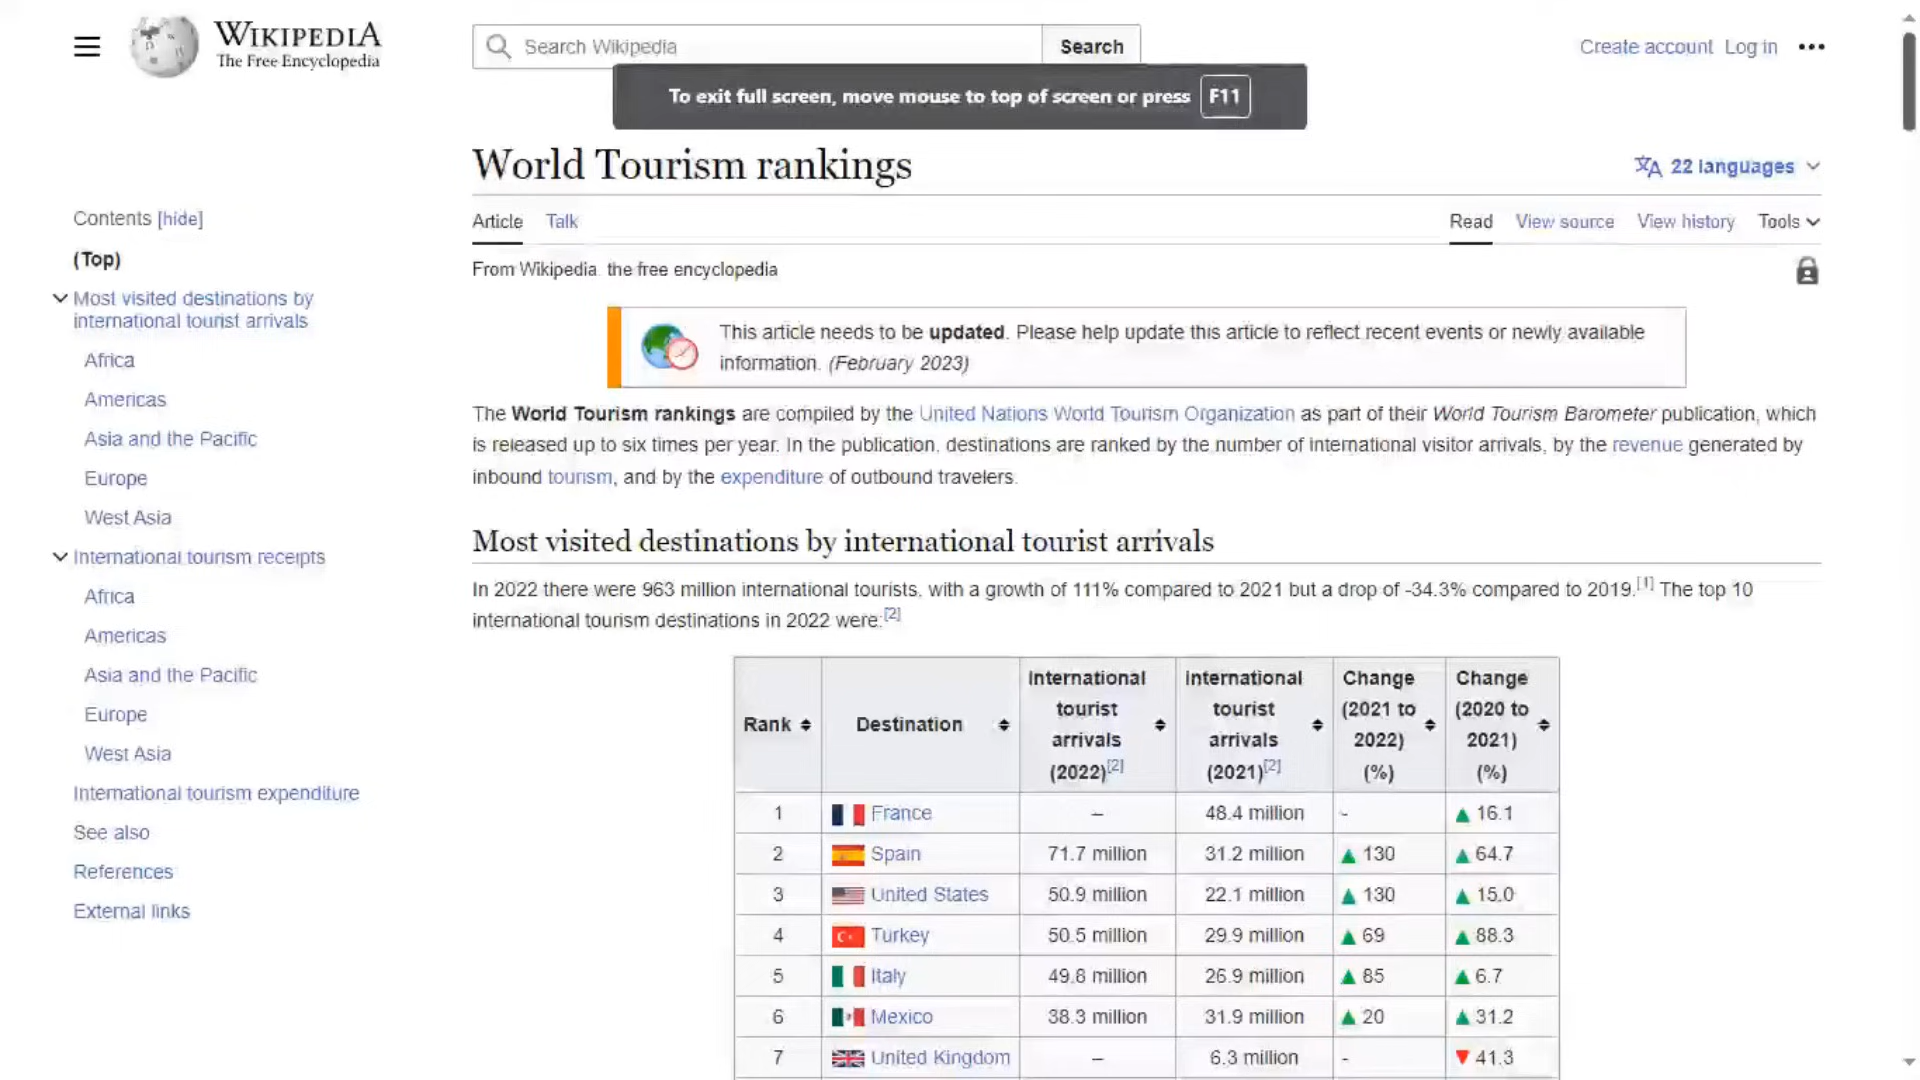 WIKIPEDIA
The Free Encyclopedia
Search Wikipedia
Search
Create account Log in
To exit full screen, move mouse to top of screen or press F11
World Tourism rankings
22 languages
Article Talk
Read View source View history Tools
From Wikipedia the free encyclopedia
Contents [hide]
(Top)
Most visited destinations by
international tourist arrivals
Africa
Americas
Asia and the Pacific
Europe
West Asia
International tourism receipts
Africa
Americas
Asia and the Pacific
Europe
West Asia
International tourism expenditure
See also
References
External links
This article needs to be updated. Please help update this article to reflect recent events or newly available
information. (February 2023)
The World Tourism rankings are compiled by the United Nations World Tourism Organization as part of their World Tourism Barometer publication, which
is released up to six times per year. In the publication, destinations are ranked by the number of international visitor arrivals, by the revenue generated by
inbound tourism, and by the expenditure of outbound travelers.
Most visited destinations by international tourist arrivals
In 2022 there were 963 million international tourists, with a growth of 111% compared to 2021 but a drop of -34.3% compared to 2019.[1] The top 10
international tourism destinations in 2022 were:[2]
Rank Destination International tourist arrivals (2022)[2] International tourist arrivals (2021)[2] Change (2021 to 2022) (%) Change (2020 to 2021) (%)
1 France – 48.4 million - ▲ 16.1
2 Spain 71.7 million 31.2 million ▲ 130 ▲ 64.7
3 United States 50.9 million 22.1 million ▲ 130 ▲ 15.0
4 Turkey 50.5 million 29.9 million ▲ 69 ▲ 88.3
5 Italy 49.8 million 26.9 million ▲ 85 ▲ 6.7
6 Mexico 38.3 million 31.9 million ▲ 20 ▲ 31.2
7 United Kingdom – 6.3 million - ▼ 41.3